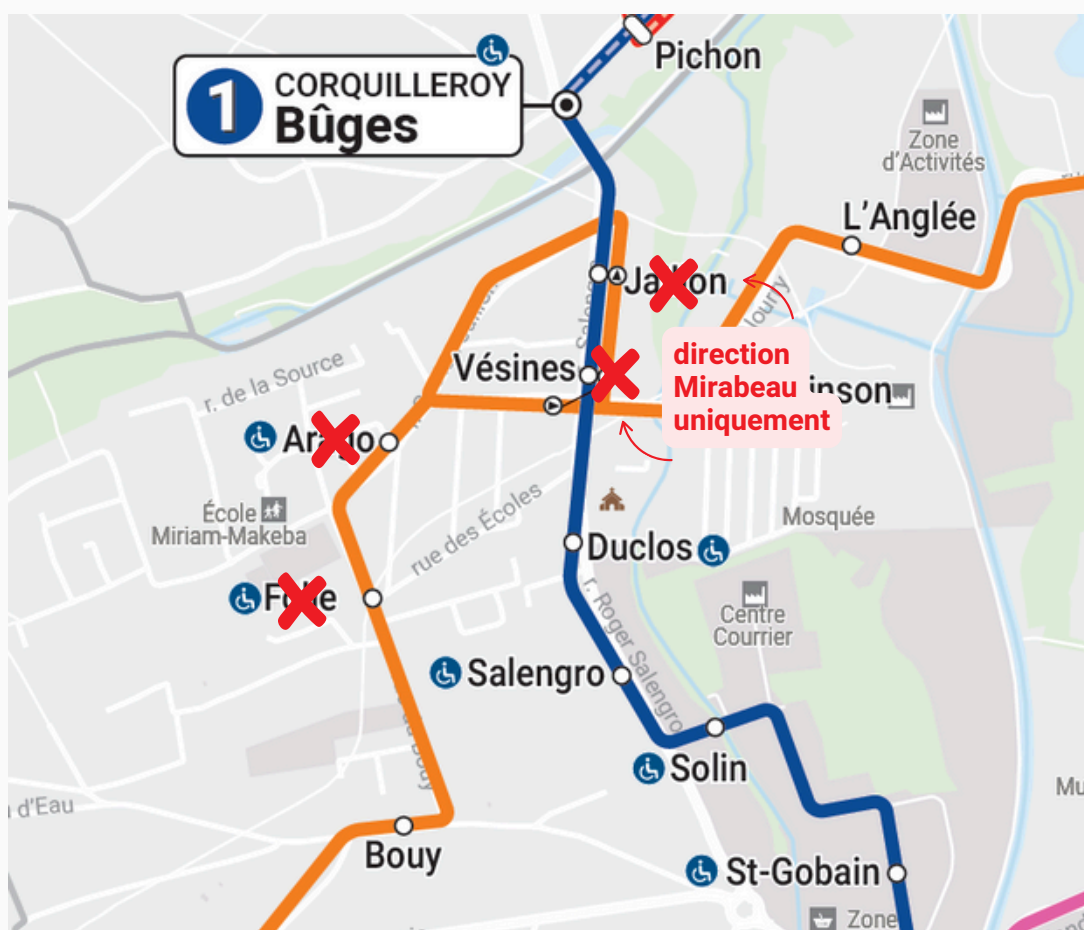 Pichon
1 CORQUILLEROY
Bûges
Zone
d'Activités
L'Anglée
direction
Mirabeau
uniquement
Vésines
r. de la Source
École
Miriam-Makeba
rue des Écoles
Mosquée
Duclos
Centre
Courrier
r. Roger Salengro
Salengro
Solin
d'Eau
Bouy
St-Gobain
Zone